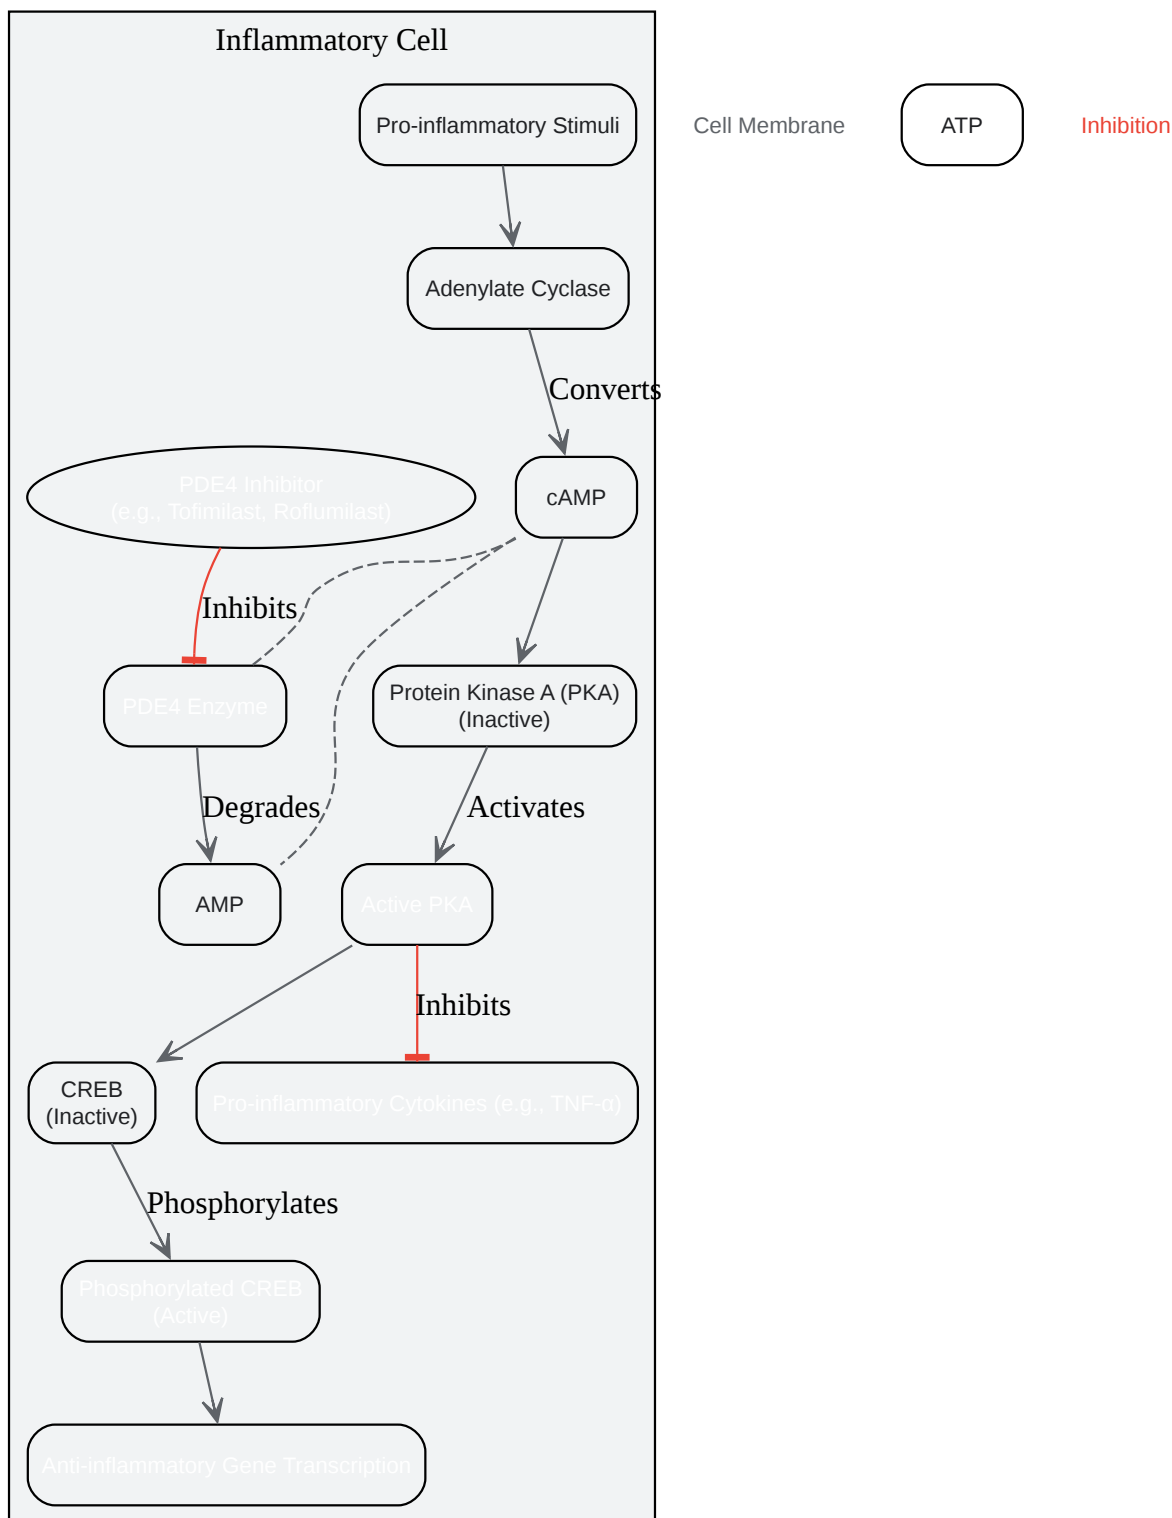 Inflammatory Cell
Pro-inflammatory Stimuli
Cell Membrane
ATP
Inhibition
Adenylate Cyclase
Converts
PDE4 Inhibitor
(e.g., Tofimilast, Roflumilast)
cAMP
Inhibits
PDE4 Enzyme
Protein Kinase A (PKA)
(Inactive)
Degrades
Activates
AMP
Active PKA
Inhibits
CREB
(Inactive)
Pro-inflammatory Cytokines (e.g., TNF-α)
Phosphorylates
Phosphorylated CREB
(Active)
Anti-inflammatory Gene Transcription